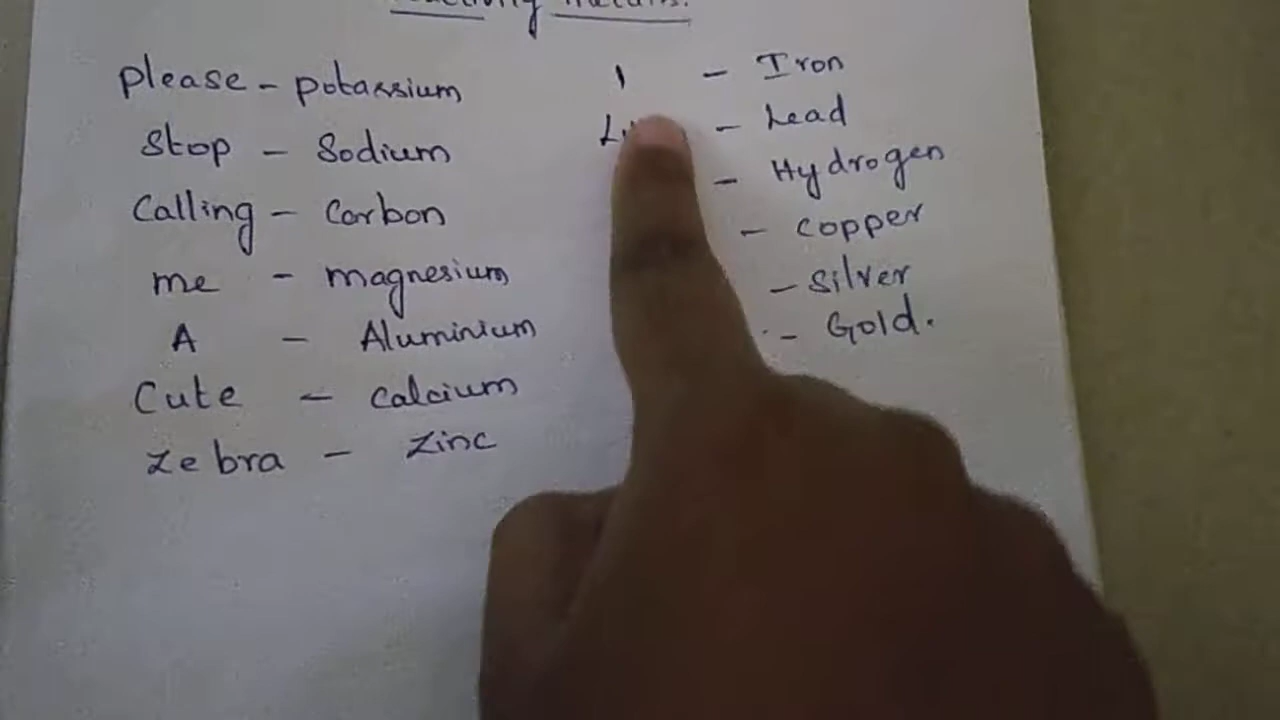 metals.
Please - Potassium
Stop - Sodium
Calling - Carbon
me - magnesium
A - Aluminium
Cute - Calcium
Zebra - Zinc
I - Iron
- Lead
- Hydrogen
- Copper
- Silver
- Gold.